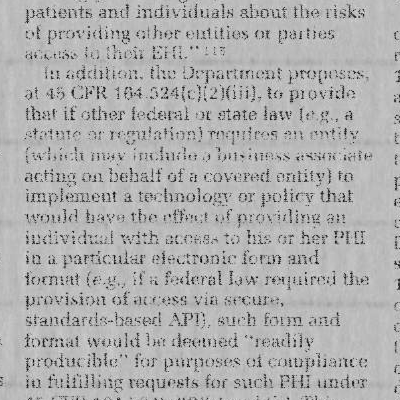 patients and individuals about the risks
of providing other entities or parties
access to their EHI." 115
In addition, the Department proposes,
at 45 CFR 164.524(c)(2)(iii), to provide
that if other federal or state law (e.g., a
statute or regulation) requires an entity
(which may include a business associate
acting on behalf of a covered entity) to
implement a technology or policy that
would have the effect of providing an
individual with access to his or her PHI
in a particular electronic form and
format (e.g., if a federal law required the
provision of access via secure,
standards-based API), such form and
format would be deemed "readily
producible" for purposes of compliance
in fulfilling requests for such PHI under